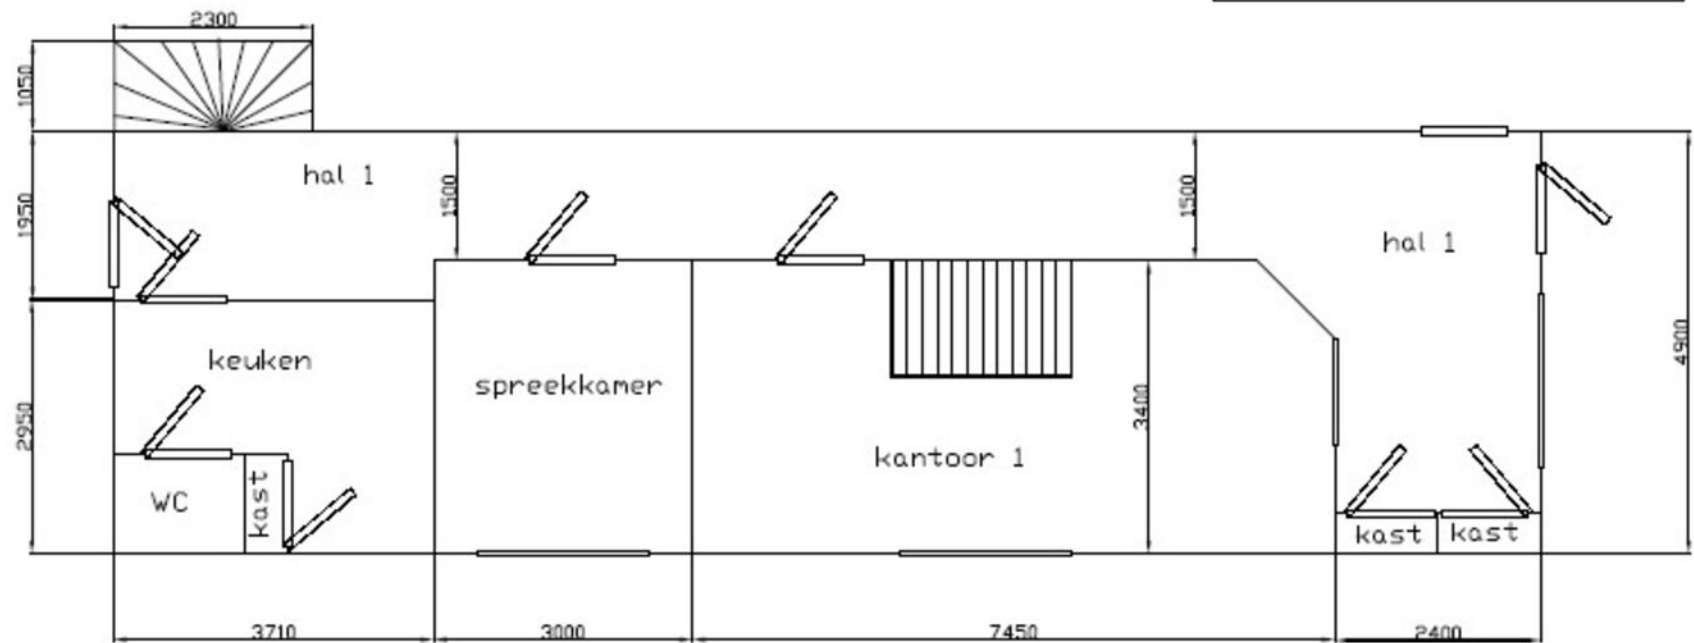 2300
1050
hal 1
1950
1500
1500
hal 1
keuken
spreekkamer
4900
2950
3400
kantoor 1
WC
kast
kast
kast
3710
3000
7450
2400